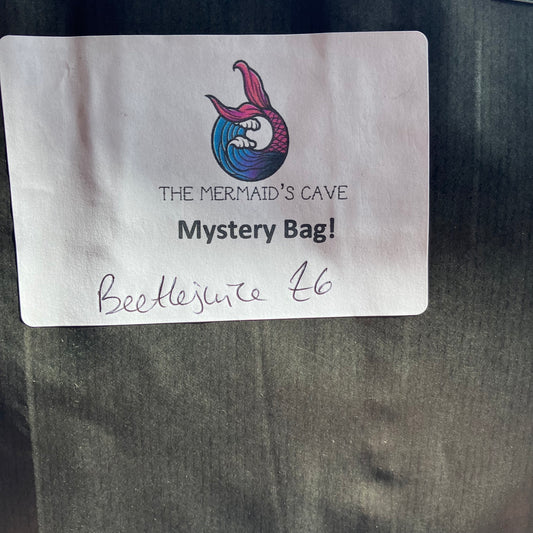 THE MERMAID'S CAVE
Mystery Bag!
Beetlejuice £6